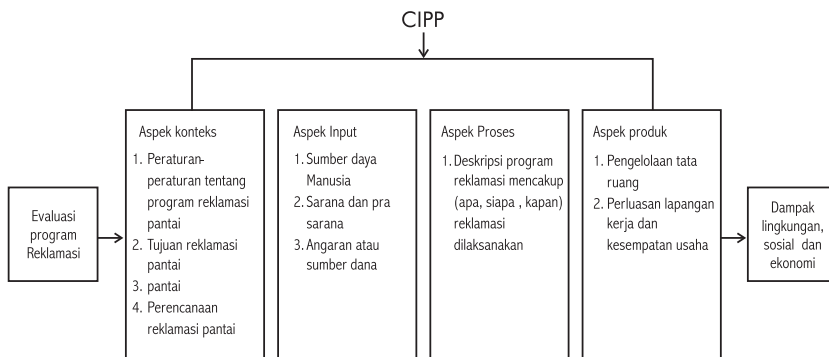 CIPP
Evaluasi
program
Reklamasi
Aspek konteks
1. Peraturan-
peraturan tentang
program reklamasi
pantai
2. Tujuan reklamasi
pantai
3. pantai
4. Perencanaan
reklamasi pantai
Aspek Input
1. Sumber daya
Manusia
2. Sarana dan pra
sarana
3. Angaran atau
sumber dana
Aspek Proses
1. Deskripsi program
reklamasi mencakup
(apa, siapa , kapan)
reklamasi
dilaksanakan
Aspek produk
1. Pengelolaan tata
ruang
2. Perluasan lapangan
kerja dan
kesempatan usaha
Dampak
lingkungan,
sosial dan
ekonomi